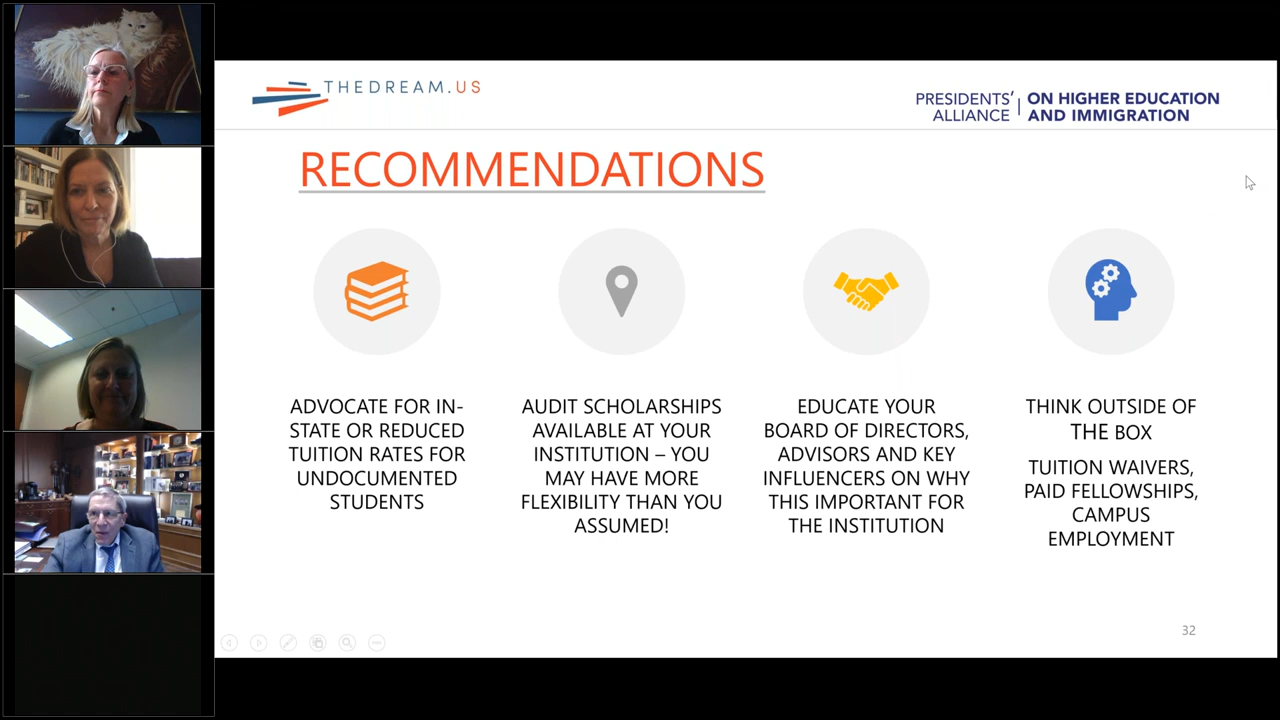 THEDREAM.US
PRESIDENTS' ALLIANCE
ON HIGHER EDUCATION AND IMMIGRATION
RECOMMENDATIONS
ADVOCATE FOR IN-
STATE OR REDUCED
TUITION RATES FOR
UNDOCUMENTED
STUDENTS
AUDIT SCHOLARSHIPS
AVAILABLE AT YOUR
INSTITUTION – YOU
MAY HAVE MORE
FLEXIBILITY THAN YOU
ASSUMED!
EDUCATE YOUR
BOARD OF DIRECTORS,
ADVISORS AND KEY
INFLUENCERS ON WHY
THIS IMPORTANT FOR
THE INSTITUTION
THINK OUTSIDE OF
THE BOX
TUITION WAIVERS,
PAID FELLOWSHIPS,
CAMPUS
EMPLOYMENT
32